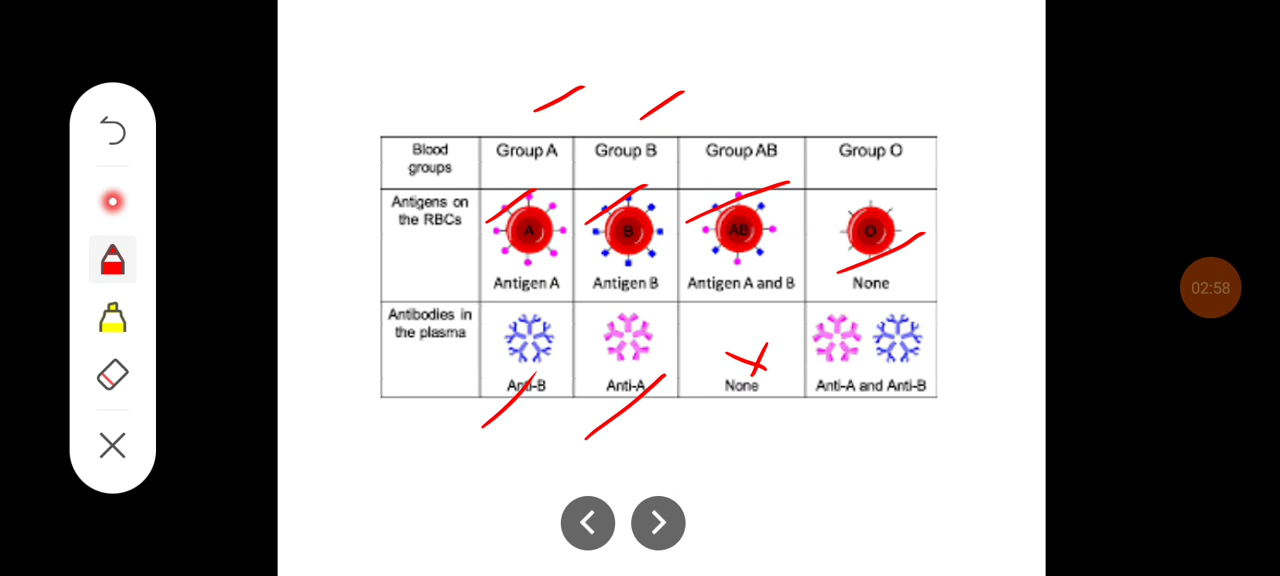 Blood groups
Group A
Group B
Group AB
Group O
Antigens on the RBCs
A
B
AB
O
Antigen A
Antigen B
Antigen A and B
None
Antibodies in the plasma
Anti-B
Anti-A
None
Anti-A and Anti-B
02:58